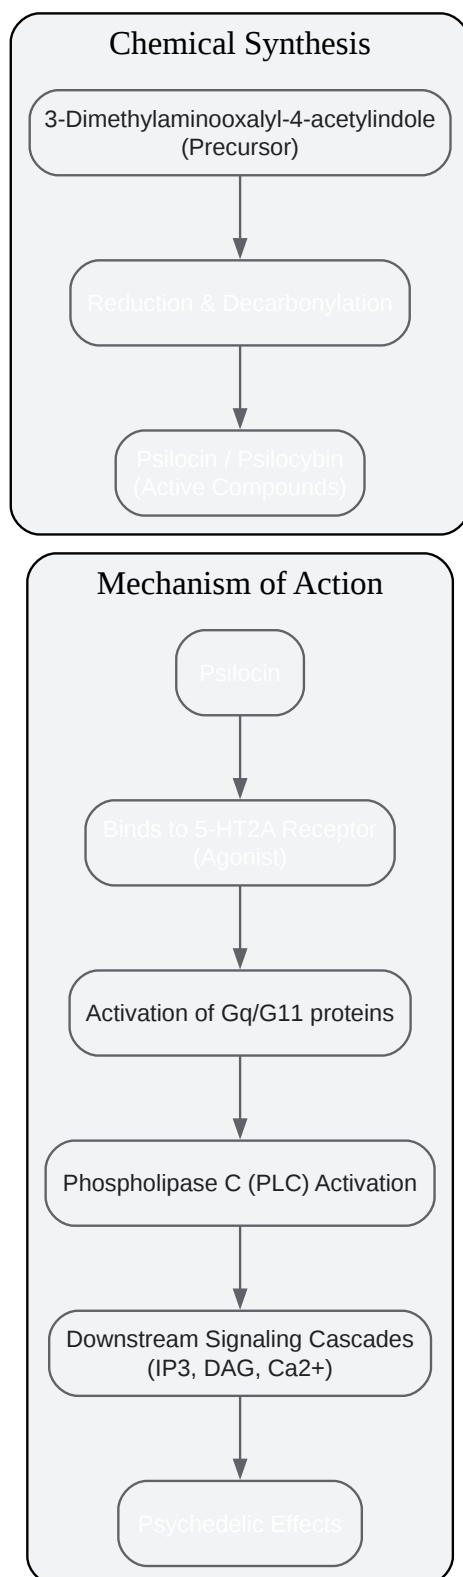 Chemical Synthesis
3-Dimethylaminooxalyl-4-acetylindole
(Precursor)
Reduction & Decarbonylation
Psilocin / Psilocybin
(Active Compounds)
Mechanism of Action
Psilocin
Binds to 5-HT2A Receptor
(Agonist)
Activation of Gq/G11 proteins
Phospholipase C (PLC) Activation
Downstream Signaling Cascades
(IP3, DAG, Ca2+)
Psychedelic Effects